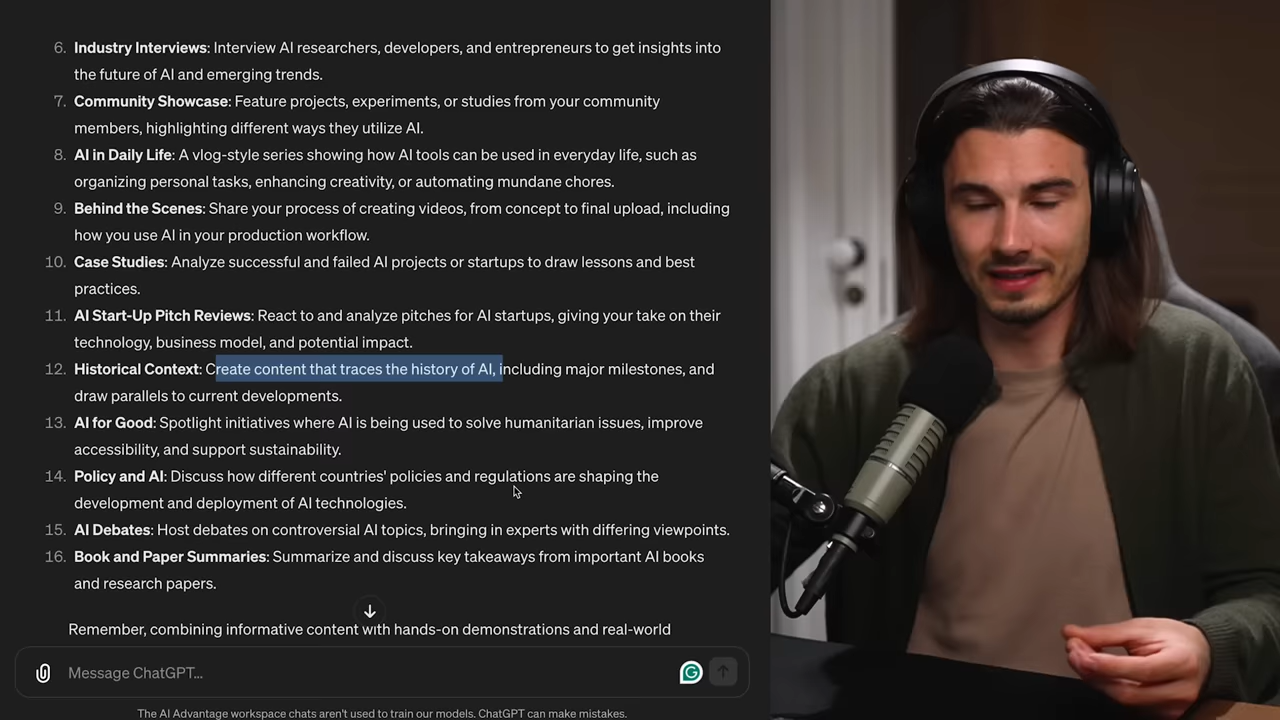 6. Industry Interviews: Interview AI researchers, developers, and entrepreneurs to get insights into
the future of AI and emerging trends.
7. Community Showcase: Feature projects, experiments, or studies from your community
members, highlighting different ways they utilize AI.
8. AI in Daily Life: A vlog-style series showing how AI tools can be used in everyday life, such as
organizing personal tasks, enhancing creativity, or automating mundane chores.
9. Behind the Scenes: Share your process of creating videos, from concept to final upload, including
how you use AI in your production workflow.
10. Case Studies: Analyze successful and failed AI projects or startups to draw lessons and best
practices.
11. AI Start-Up Pitch Reviews: React to and analyze pitches for AI startups, giving your take on their
technology, business model, and potential impact.
12. Historical Context: Create content that traces the history of AI, including major milestones, and
draw parallels to current developments.
13. AI for Good: Spotlight initiatives where AI is being used to solve humanitarian issues, improve
accessibility, and support sustainability.
14. Policy and AI: Discuss how different countries' policies and regulations are shaping the
development and deployment of AI technologies.
15. AI Debates: Host debates on controversial AI topics, bringing in experts with differing viewpoints.
16. Book and Paper Summaries: Summarize and discuss key takeaways from important AI books
and research papers.
Remember, combining informative content with hands-on demonstrations and real-world
Message ChatGPT...
The AI Advantage workspace chats aren't used to train our models. ChatGPT can make mistakes.